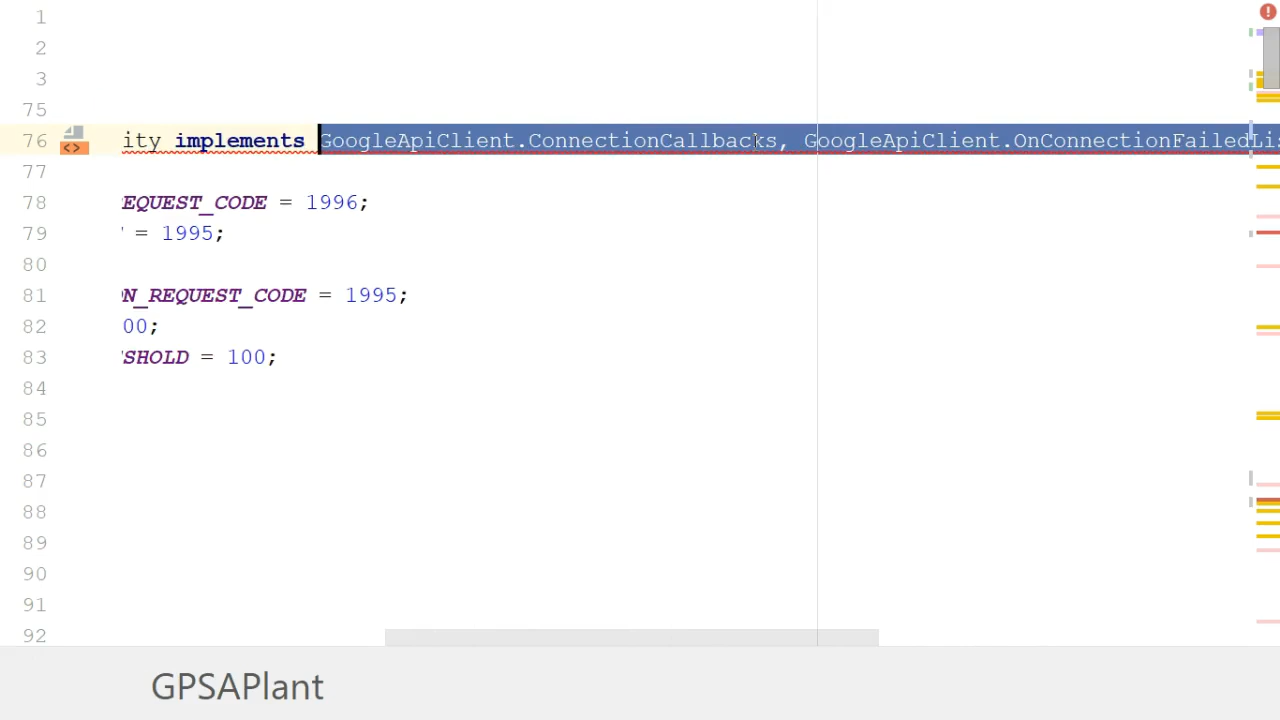 1
2
3
75
76 ity implements GoogleApiClient.ConnectionCallbacks, GoogleApiClient.OnConnectionFailedLis
77
78 EQUEST_CODE = 1996;
79 = 1995;
80
81 N_REQUEST_CODE = 1995;
82 00;
83 SHOLD = 100;
84
85
86
87
88
89
90
91
92
GPSAPlant